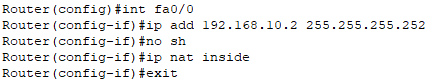 Router(config)#int fa0/0
Router(config-if)#ip add 192.168.10.2 255.255.255.252
Router(config-if)#no sh
Router(config-if)#ip nat inside
Router(config-if)#exit